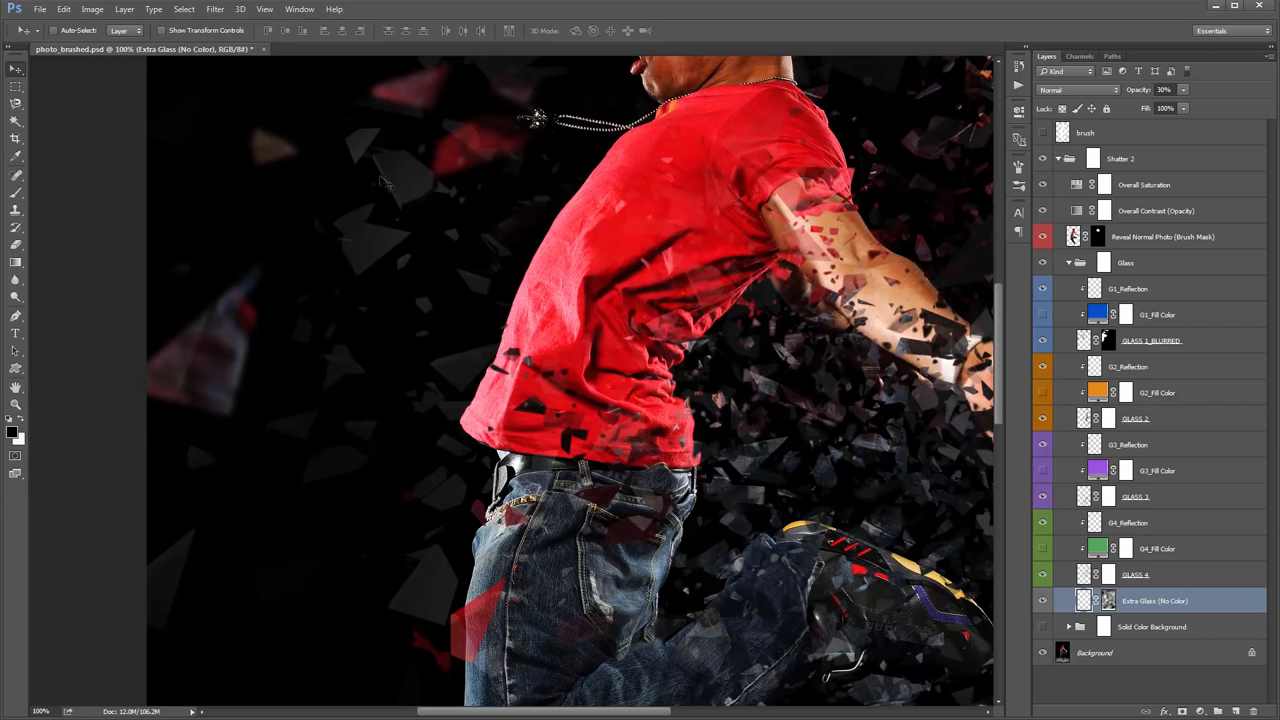 Ps File Edit Image Layer Type Select Filter 3D View Window Help
Auto-Select: Layer Show Transform Controls 3D Mode: Essentials
photo_brushed.psd @ 100% (Extra Glass (No Color), RGB/8#) * ×
Layers Channels Paths
Kind
Normal Opacity: 30%
Lock: Fill: 100%
brush
Shatter 2
Overall Saturation
Overall Contrast (Opacity)
Reveal Normal Photo (Brush Mask)
Glass
G1_Reflection
G1_Fill Color
GLASS 1_BLURRED
G2_Reflection
G2_Fill Color
GLASS 2
G3_Reflection
G3_Fill Color
GLASS 3
G4_Reflection
G4_Fill Color
GLASS 4
Extra Glass (No Color)
Solid Color Background
Background
100% Doc: 12.0M/106.2M